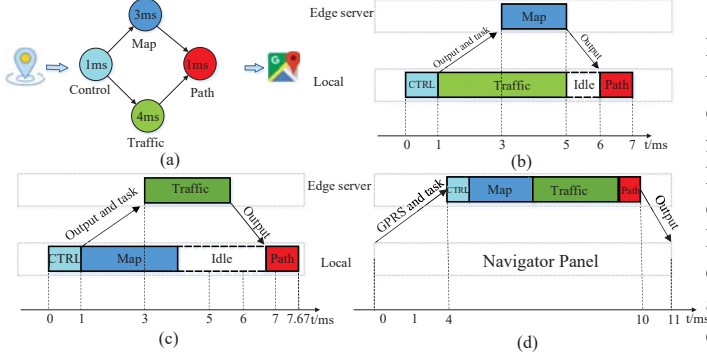 3ms
Map
1ms
Control
1ms
Path
4ms
Traffic
G
(a)
Edge server
Map
Output and task
Output
Local
CTRL
Traffic
Idle
Path
0 1 3 5 6 7 t/ms
(b)
Traffic
Output and task
Output
CTRL
Map
Idle
Path
0 1 3 5 6 7 7.67 t/ms
(c)
Edge server
CTRL
Map
Traffic
Path
GPRS and task
Output
Local
Navigator Panel
0 1 4 10 11 t/ms
(d)